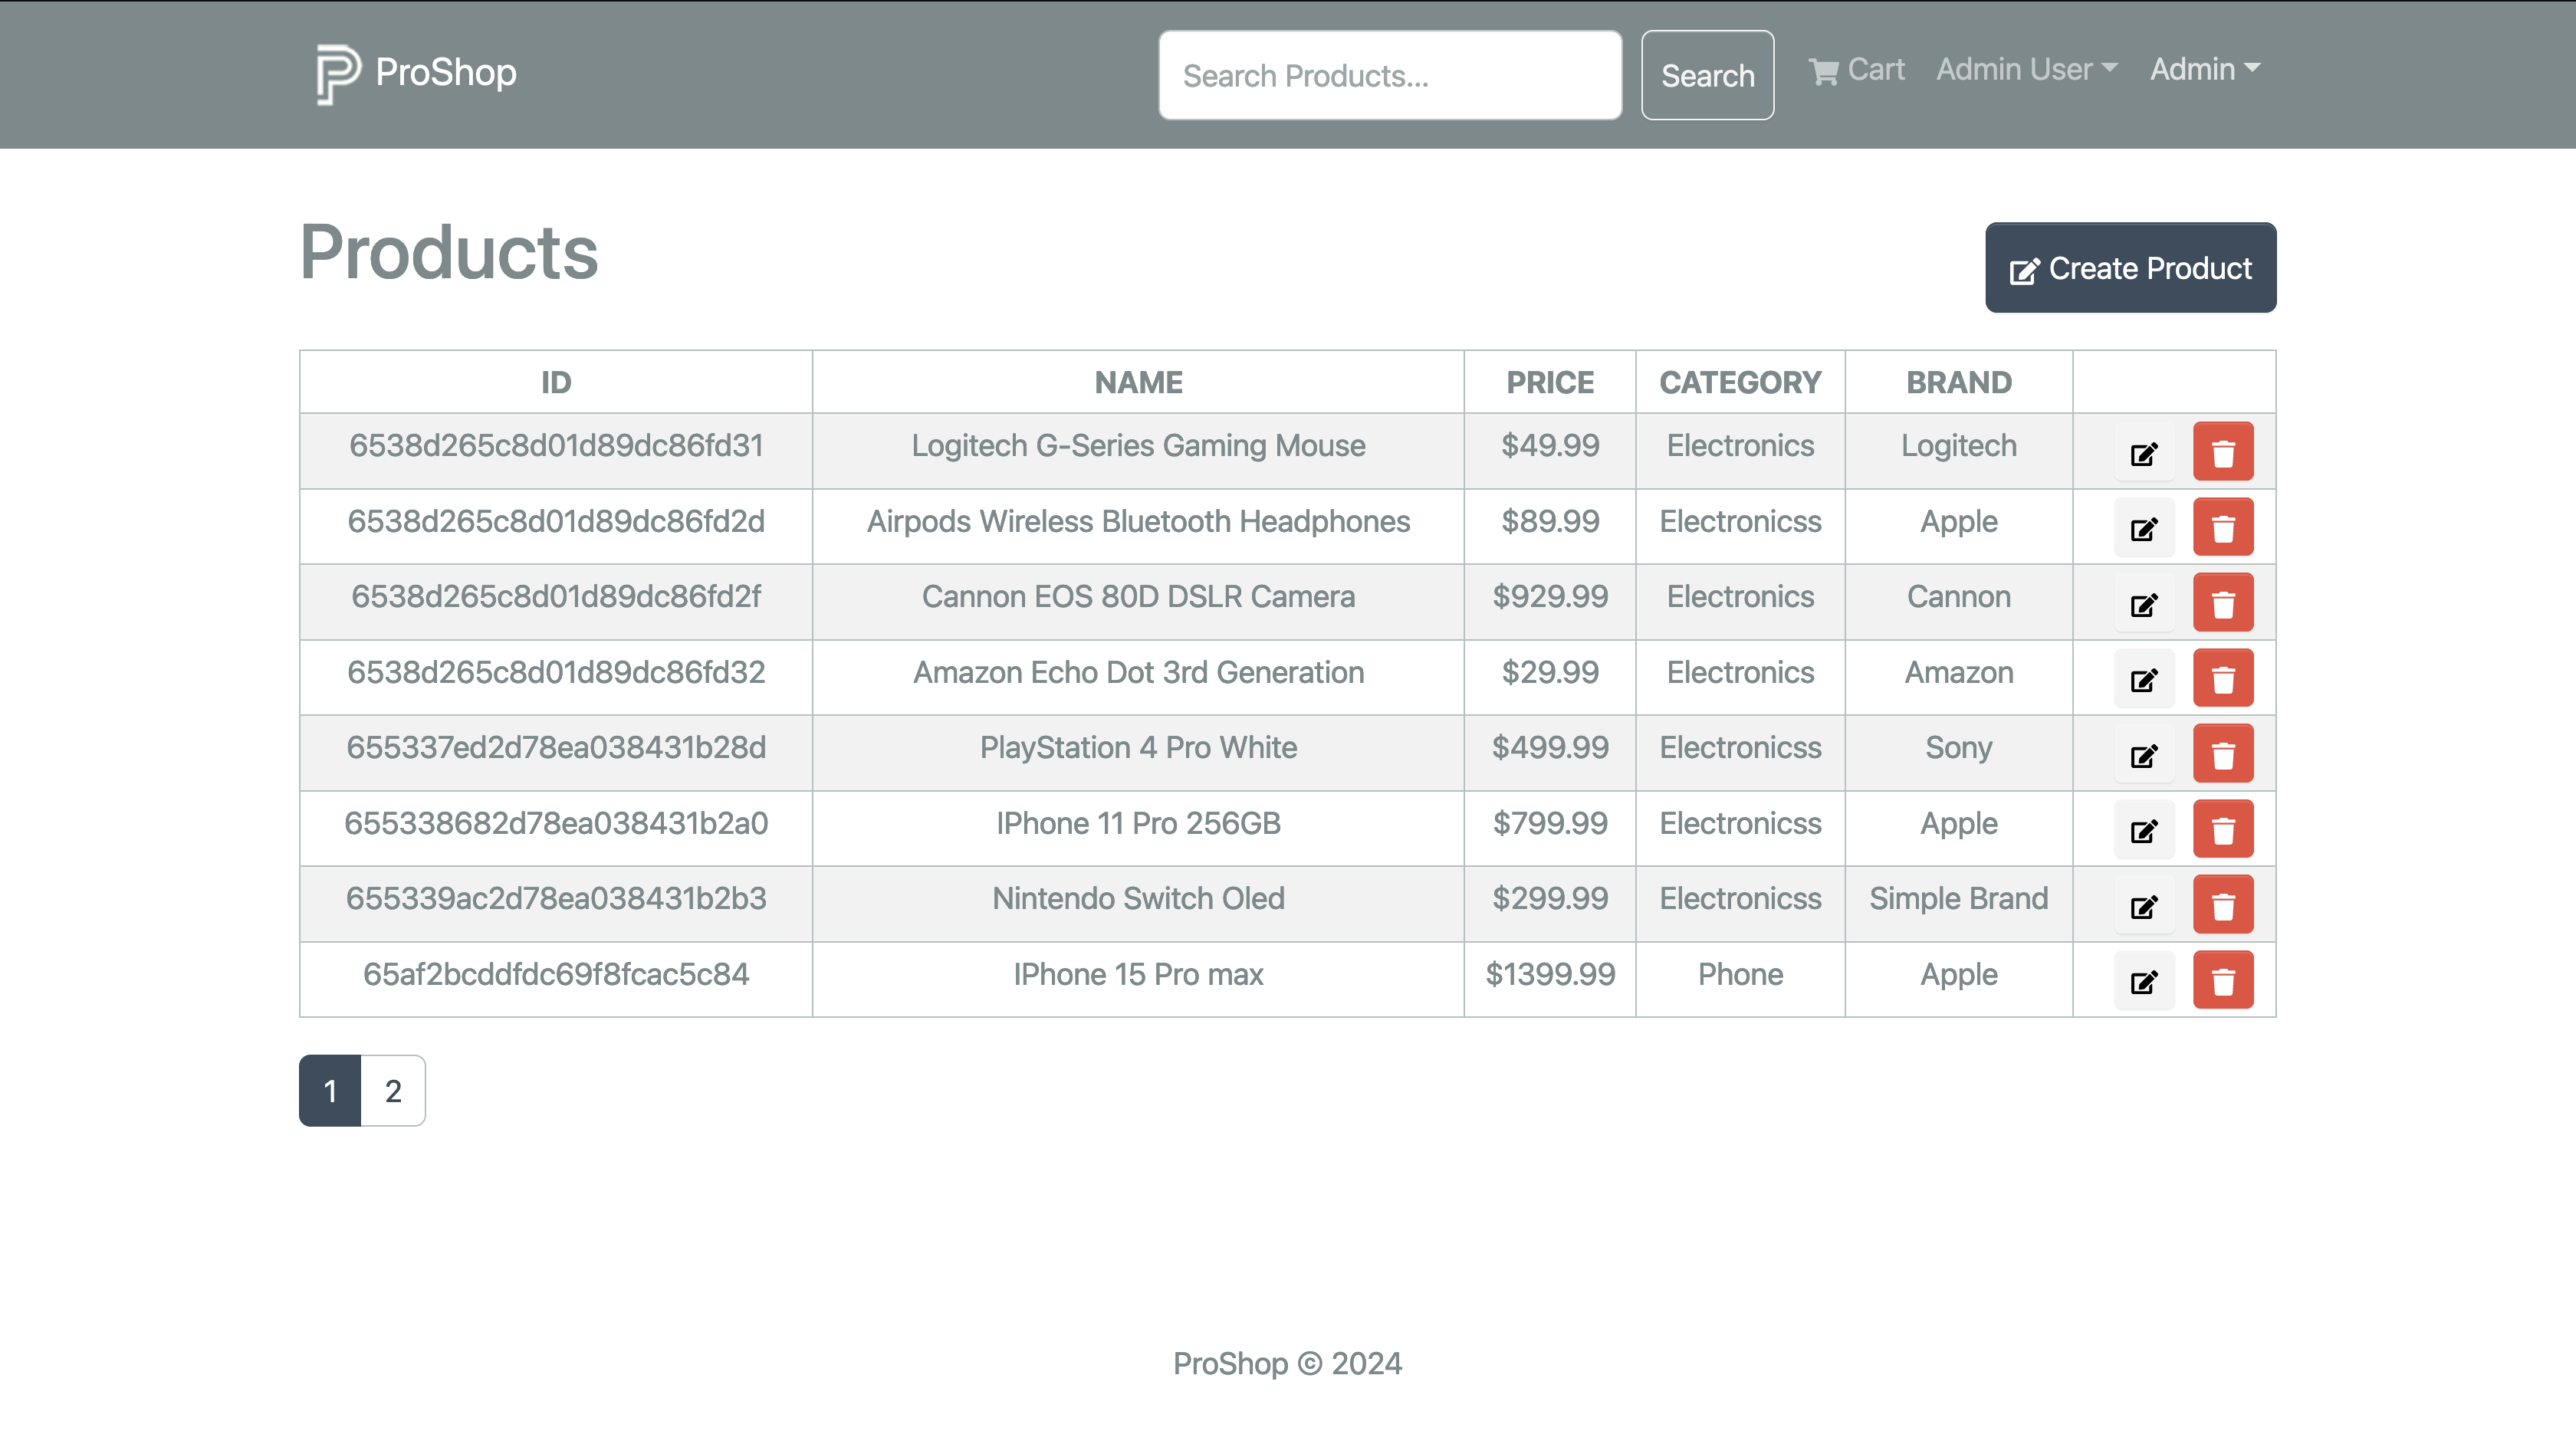 ProShop Search Products... Search Cart Admin User Admin
Products Create Product
ID NAME PRICE CATEGORY BRAND
6538d265c8d01d89dc86fd31 Logitech G-Series Gaming Mouse $49.99 Electronics Logitech
6538d265c8d01d89dc86fd2d Airpods Wireless Bluetooth Headphones $89.99 Electronicss Apple
6538d265c8d01d89dc86fd2f Cannon EOS 80D DSLR Camera $929.99 Electronics Cannon
6538d265c8d01d89dc86fd32 Amazon Echo Dot 3rd Generation $29.99 Electronics Amazon
655337ed2d78ea038431b28d PlayStation 4 Pro White $499.99 Electronicss Sony
655338682d78ea038431b2a0 IPhone 11 Pro 256GB $799.99 Electronicss Apple
655339ac2d78ea038431b2b3 Nintendo Switch Oled $299.99 Electronicss Simple Brand
65af2bcddfdc69f8fcac5c84 IPhone 15 Pro max $1399.99 Phone Apple
1 2
ProShop © 2024